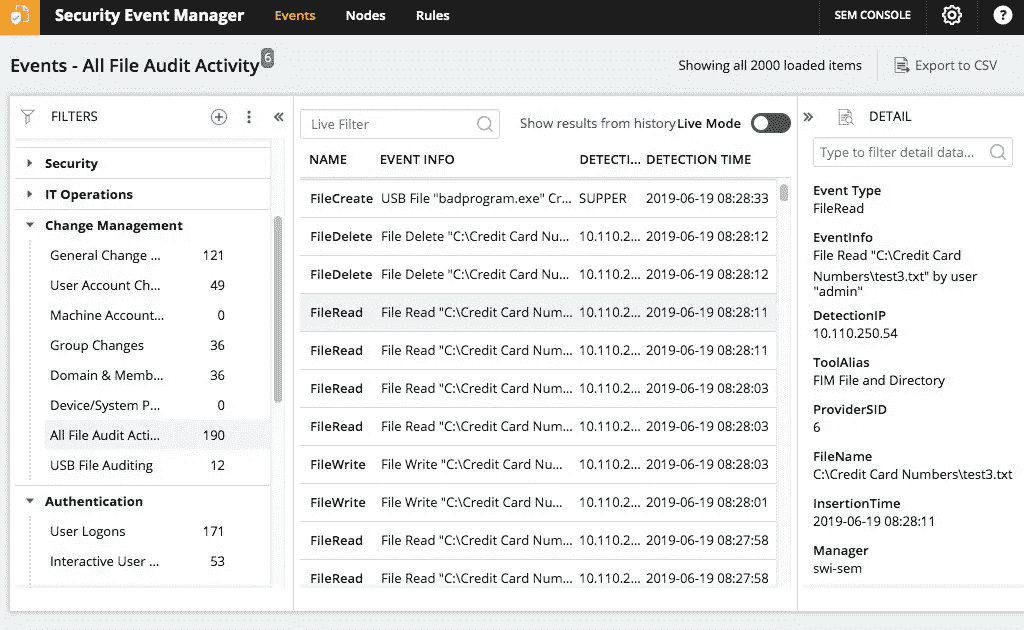 Security Event Manager Events Nodes Rules SEM CONSOLE ?
Events - All File Audit Activity 6 Showing all 2000 loaded items Export to CSV
FILTERS
Security
IT Operations
Change Management
General Change ... 121
User Account Ch... 49
Machine Account... 0
Group Changes 36
Domain & Memb... 36
Device/System P... 0
All File Audit Acti... 190
USB File Auditing 12
Authentication
User Logons 171
Interactive User ... 53
Live Filter Show results from history Live Mode
NAME EVENT INFO DETECTI... DETECTION TIME
FileCreate USB File "badprogram.exe" Cr... SUPPER 2019-06-19 08:28:33
FileDelete File Delete "C:\Credit Card Nu... 10.110.2... 2019-06-19 08:28:12
FileDelete File Delete "C:\Credit Card Nu... 10.110.2... 2019-06-19 08:28:12
FileRead File Read "C:\Credit Card Num... 10.110.2... 2019-06-19 08:28:11
FileRead File Read "C:\Credit Card Num... 10.110.2... 2019-06-19 08:28:11
FileRead File Read "C:\Credit Card Num... 10.110.2... 2019-06-19 08:28:03
FileRead File Read "C:\Credit Card Num... 10.110.2... 2019-06-19 08:28:03
FileWrite File Write "C:\Credit Card Nu... 10.110.2... 2019-06-19 08:28:03
FileWrite File Write "C:\Credit Card Nu... 10.110.2... 2019-06-19 08:28:01
FileRead File Read "C:\Credit Card Num... 10.110.2... 2019-06-19 08:27:58
FileRead File Read "C:\Credit Card Num... 10.110.2... 2019-06-19 08:27:58
DETAIL
Type to filter detail data...
Event Type
FileRead
EventInfo
File Read "C:\Credit Card
Numbers\test3.txt" by user
"admin"
DetectionIP
10.110.250.54
ToolAlias
FIM File and Directory
ProviderSID
6
FileName
C:\Credit Card Numbers\test3.txt
InsertionTime
2019-06-19 08:28:11
Manager
swi-sem